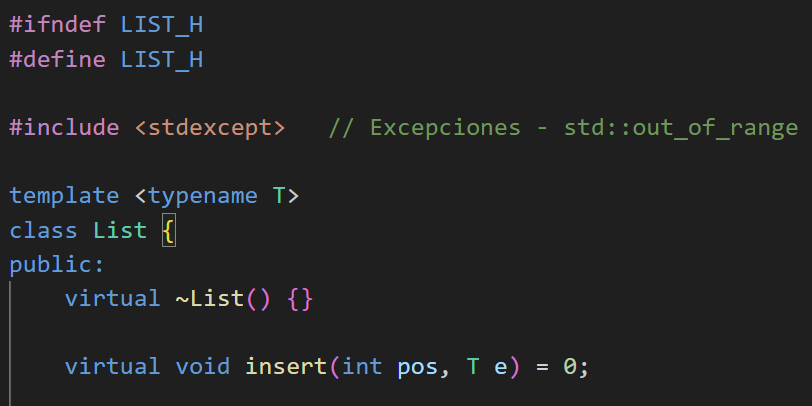 #ifndef LIST_H
#define LIST_H
#include <stdexcept>   // Excepciones - std::out_of_range
template <typename T>
class List {
public:
    virtual ~List() {}
    virtual void insert(int pos, T e) = 0;